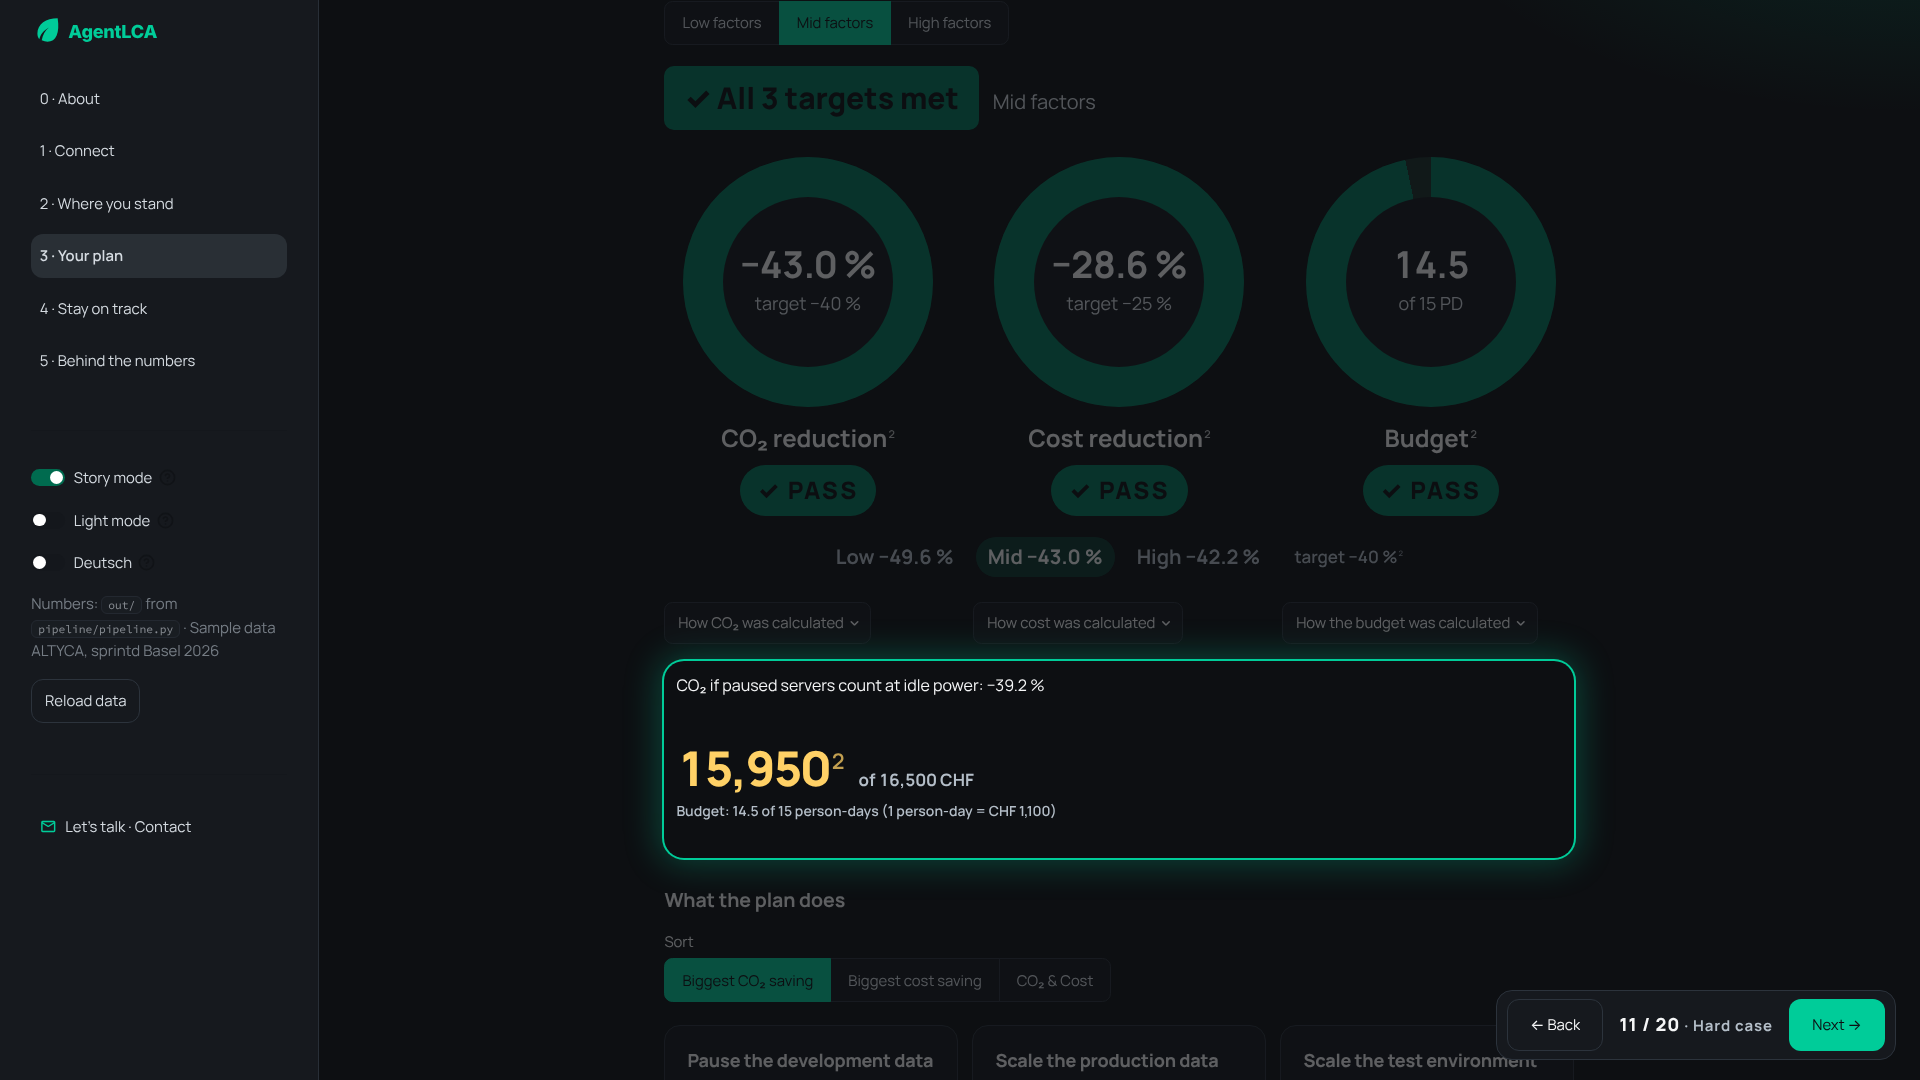 AgentLCA
0 · About
1 · Connect
2 · Where you stand
3 · Your plan
4 · Stay on track
5 · Behind the numbers
Story mode
Light mode
Deutsch
Numbers: out/ from
pipeline/pipeline.py · Sample data
ALTYCA, sprintd Basel 2026
Reload data
Let's talk · Contact
Low factors
Mid factors
High factors
✓ All 3 targets met
Mid factors
−43.0 %
target −40 %
CO₂ reduction²
✓ PASS
−28.6 %
target −25 %
Cost reduction²
✓ PASS
14.5
of 15 PD
Budget²
✓ PASS
Low −49.6 %
Mid −43.0 %
High −42.2 %
target −40 %²
How CO₂ was calculated
How cost was calculated
How the budget was calculated
CO₂ if paused servers count at idle power: −39.2 %
15,950² of 16,500 CHF
Budget: 14.5 of 15 person-days (1 person-day = CHF 1,100)
What the plan does
Sort
Biggest CO₂ saving
Biggest cost saving
CO₂ & Cost
Pause the development data
Scale the production data
Scale the test environment
← Back
11 / 20 · Hard case
Next →